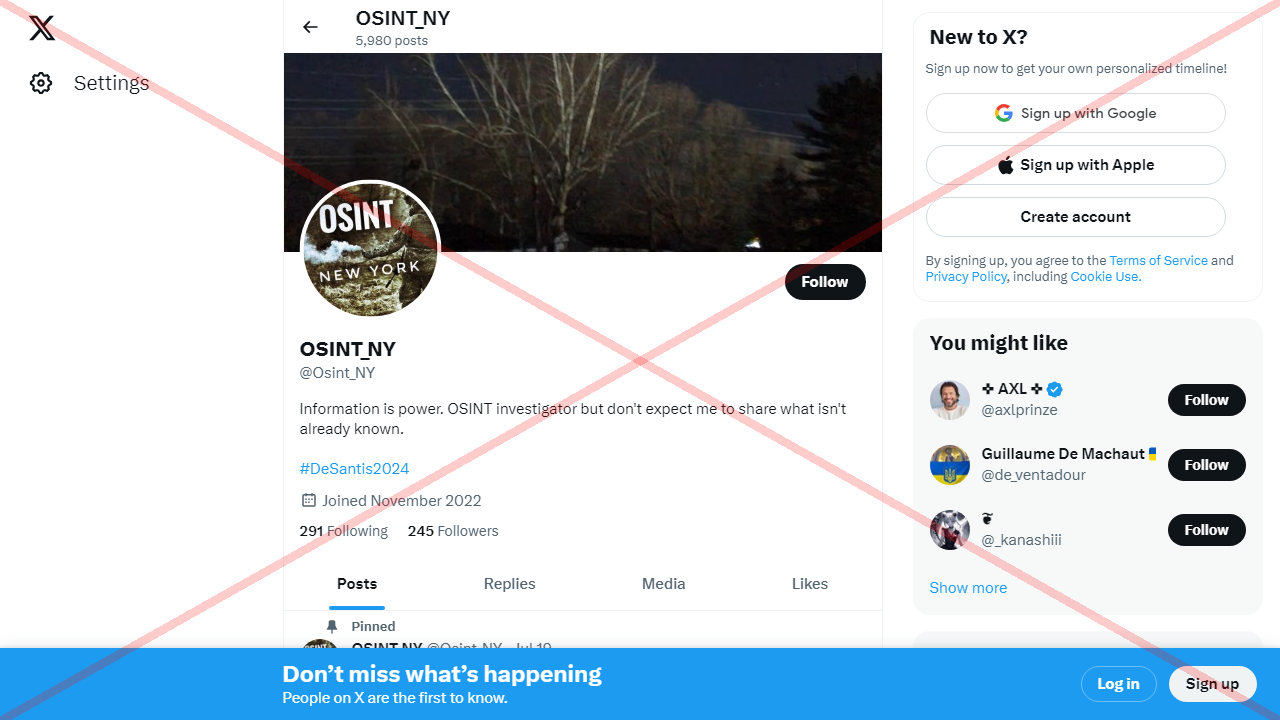 OSINT_NY
5,980 posts
Settings
OSINT
NEW YORK
Follow
OSINT_NY
@Osint_NY
Information is power. OSINT investigator but don't expect me to share what isn't
already known.
#DeSantis2024
Joined November 2022
291 Following 245 Followers
Posts Replies Media Likes
Pinned
OSINT_NY @Osint_NY · Jul 19
New to X?
Sign up now to get your own personalized timeline!
Sign up with Google
Sign up with Apple
Create account
By signing up, you agree to the Terms of Service and
Privacy Policy, including Cookie Use.
You might like
✣ AXL ✣
@axlprinze
Follow
Guillaume De Machaut
@de_ventadour
Follow
❦
@_kanashiii
Follow
Show more
Don’t miss what’s happening
People on X are the first to know.
Log in
Sign up